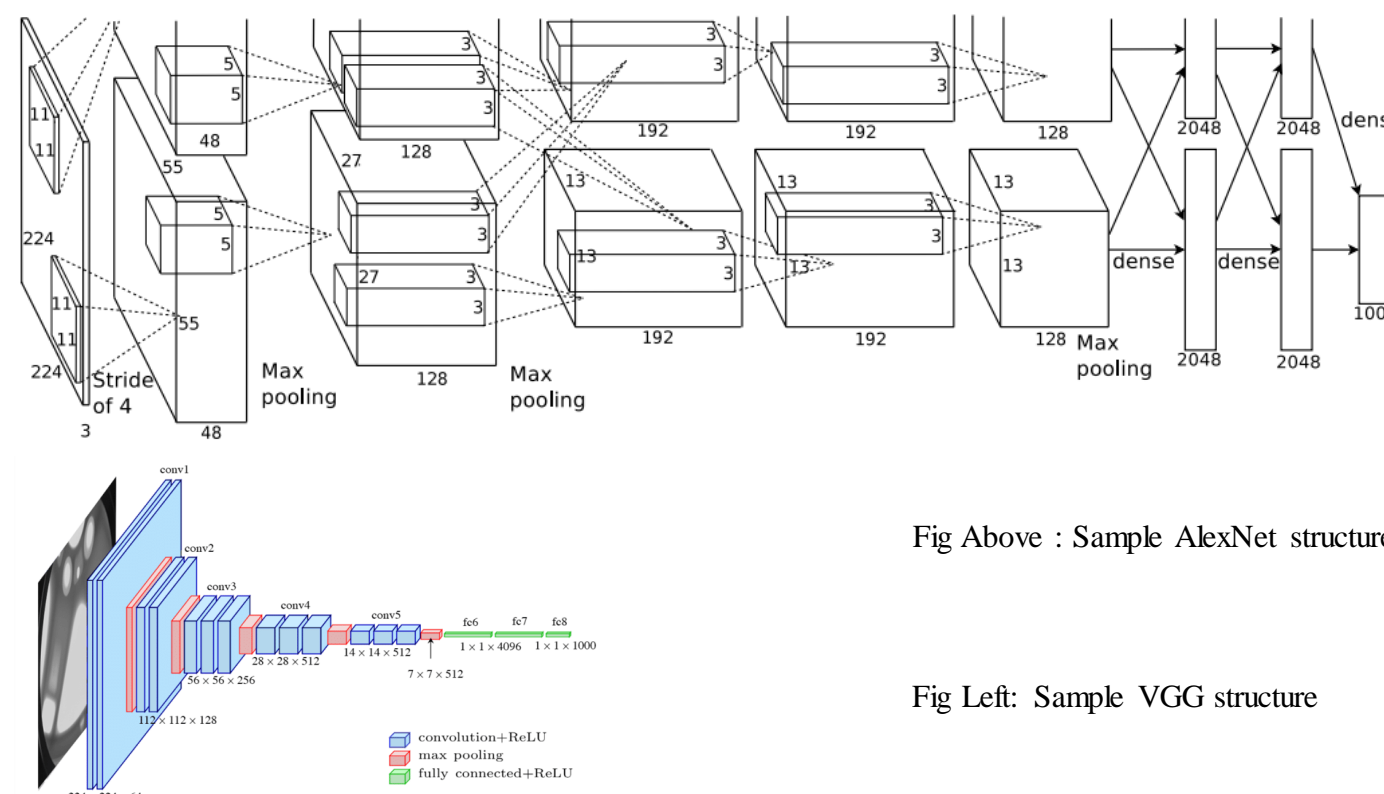 11
11
5
5
48
55
3
3
3
128
27
3
3
192
3
3
192
128
2048
2048
224
5
5
3
3
13
3
3
13
3
3
13
13
13
3
3
13
27
13
dense
dense
11
11
55
224
Stride
of 4
3
48
Max
pooling
128
Max
pooling
192
192
128
Max
pooling
2048
2048
conv1
conv2
conv3
conv4
conv5
fc6
fc7
fc8
1 × 1 × 4096
1 × 1 × 1000
14 × 14 × 512
28 × 28 × 512
7 × 7 × 512
56 × 56 × 256
112 × 112 × 128
convolution+ReLU
max pooling
fully connected+ReLU
Fig Above : Sample AlexNet structure
Fig Left: Sample VGG structure